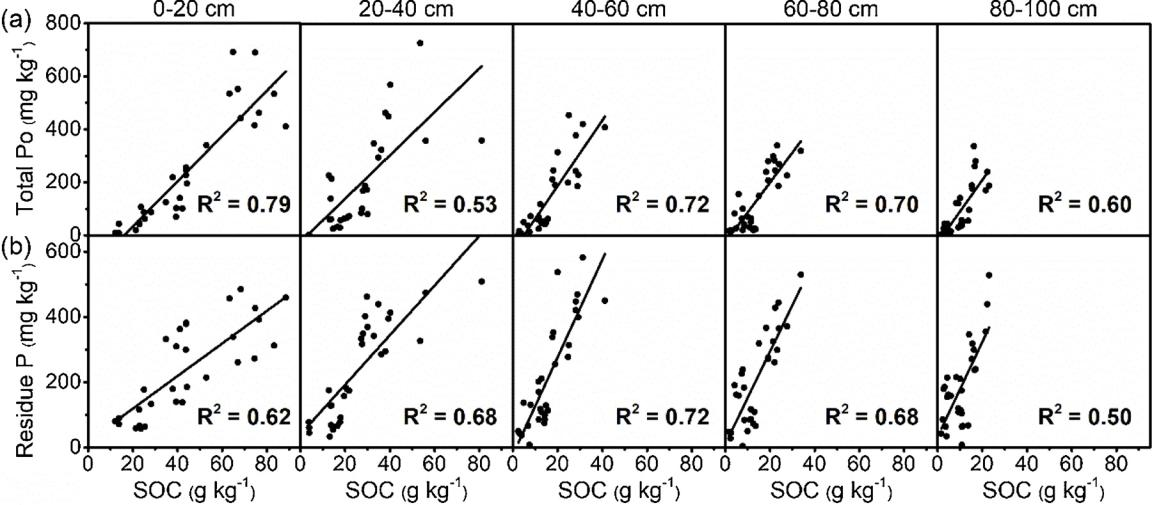 (a) 0-20 cm 20-40 cm 40-60 cm 60-80 cm 80-100 cm
800
600
400
200
0
Total Po (mg kg⁻¹)
R² = 0.79 R² = 0.53 R² = 0.72 R² = 0.70 R² = 0.60
(b)
600
400
200
0
Residue P (mg kg⁻¹)
R² = 0.62 R² = 0.68 R² = 0.72 R² = 0.68 R² = 0.50
0 20 40 60 80 0 20 40 60 80 0 20 40 60 80 0 20 40 60 80 0 20 40 60 80
SOC (g kg⁻¹) SOC (g kg⁻¹) SOC (g kg⁻¹) SOC (g kg⁻¹) SOC (g kg⁻¹)